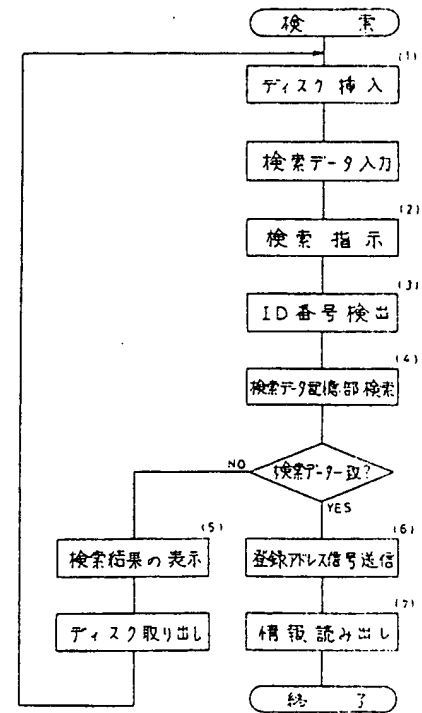 検索
(1)
ディスク挿入
検索データ入力
(2)
検索指示
(3)
ID番号検出
(4)
検索データ記憶部検索
検索データ一致?
NO
YES
(5)
検索結果の表示
(6)
登録アドレス信号送信
ディスク取り出し
(7)
情報読み出し
終了